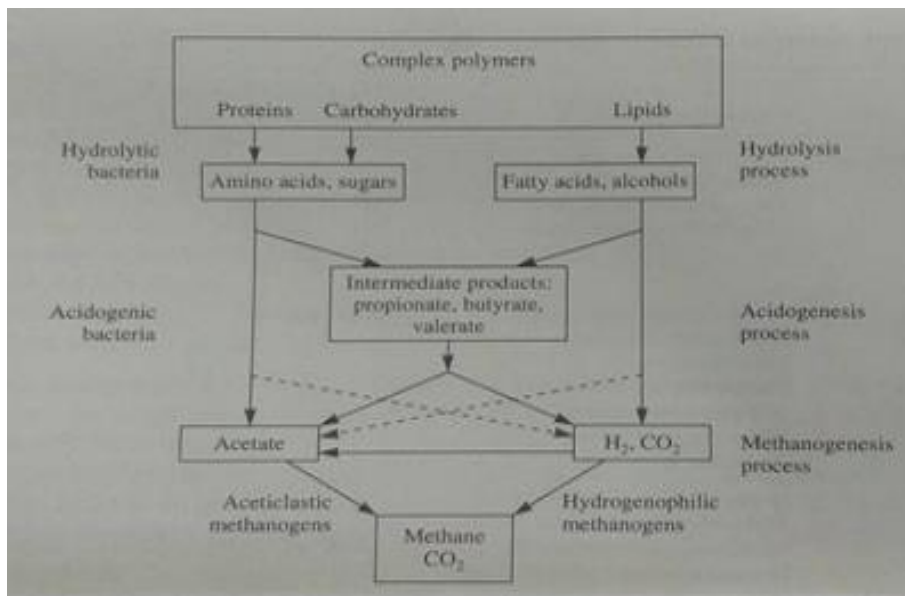 Complex polymers
Proteins Carbohydrates Lipids
Hydrolytic
bacteria
Hydrolysis
process
Amino acids, sugars
Fatty acids, alcohols
Intermediate products:
propionate, butyrate,
valerate
Acidogenic
bacteria
Acidogenesis
process
Acetate
H₂, CO₂
Methanogenesis
process
Aceticlastic
methanogens
Hydrogenophilic
methanogens
Methane
CO₂